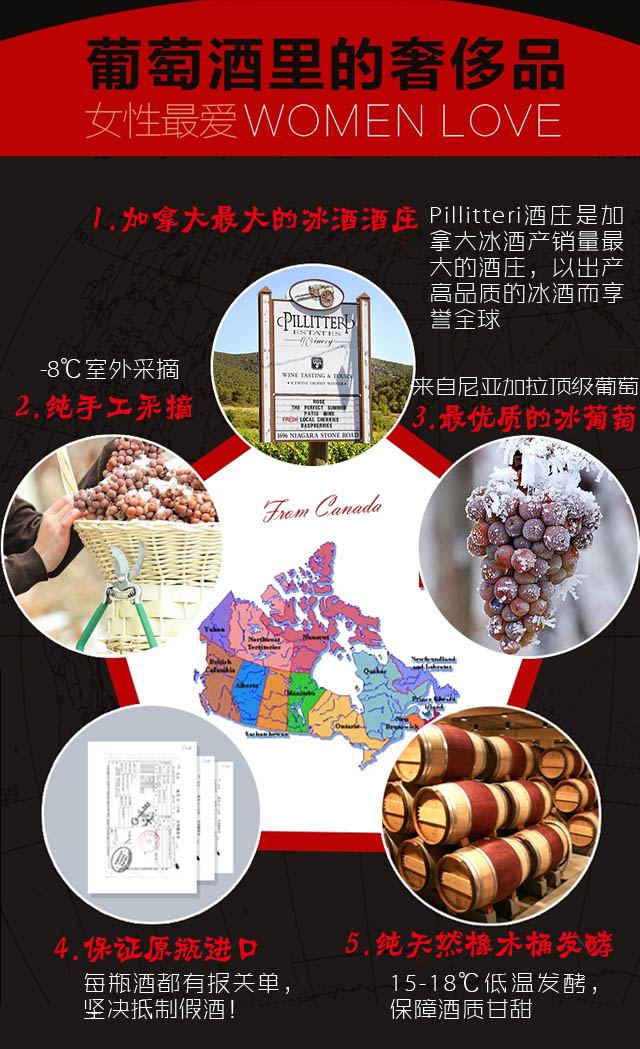 葡萄酒里的奢侈品
女性最爱 WOMEN LOVE
1.加拿大最大的冰酒酒庄
Pillitteri酒庄是加
拿大冰酒产销量最
大的酒庄，以出产
高品质的冰酒而享
誉全球
PILLITTERI
ESTATES
Winery
WINE TASTING & TOURS
ICEWINE TROPHY WINNER
ROSE
THE PERFECT SUMMER
PATIO WINE
FRESH LOCAL CHERRIES
RASPBERRIES
1696 NIAGARA STONE ROAD
-8℃室外采摘
2.纯手工采摘
来自尼亚加拉顶级葡萄
3.最优质的冰葡萄
From Canada
Yukon
Northwest
Territories
Nunavut
British
Columbia
Alberta
Manitoba
Saskatchewan
Ontario
Quebec
Newfoundland
and Labrador
Prince Edward
Island
New
Brunswick
4.保证原瓶进口
每瓶酒都有报关单，
坚决抵制假酒！
5.纯天然橡木桶发酵
15-18℃低温发酵，
保障酒质甘甜